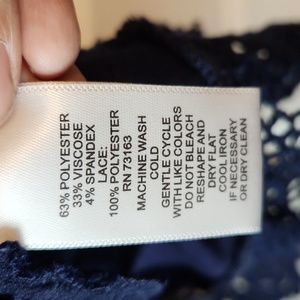 63% POLYESTER
33% VISCOSE
4% SPANDEX
LACE:
100% POLYESTER
RN 73163
MACHINE WASH
COLD
GENTLE CYCLE
WITH LIKE COLORS
DO NOT BLEACH
RESHAPE AND
DRY FLAT
COOL IRON
IF NECESSARY
OR DRY CLEAN